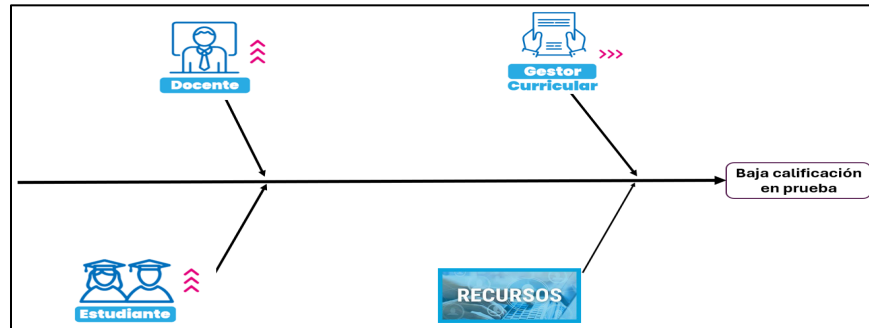 Docente
Gestor
Curricular
Baja calificación
en prueba
Estudiante
RECURSOS